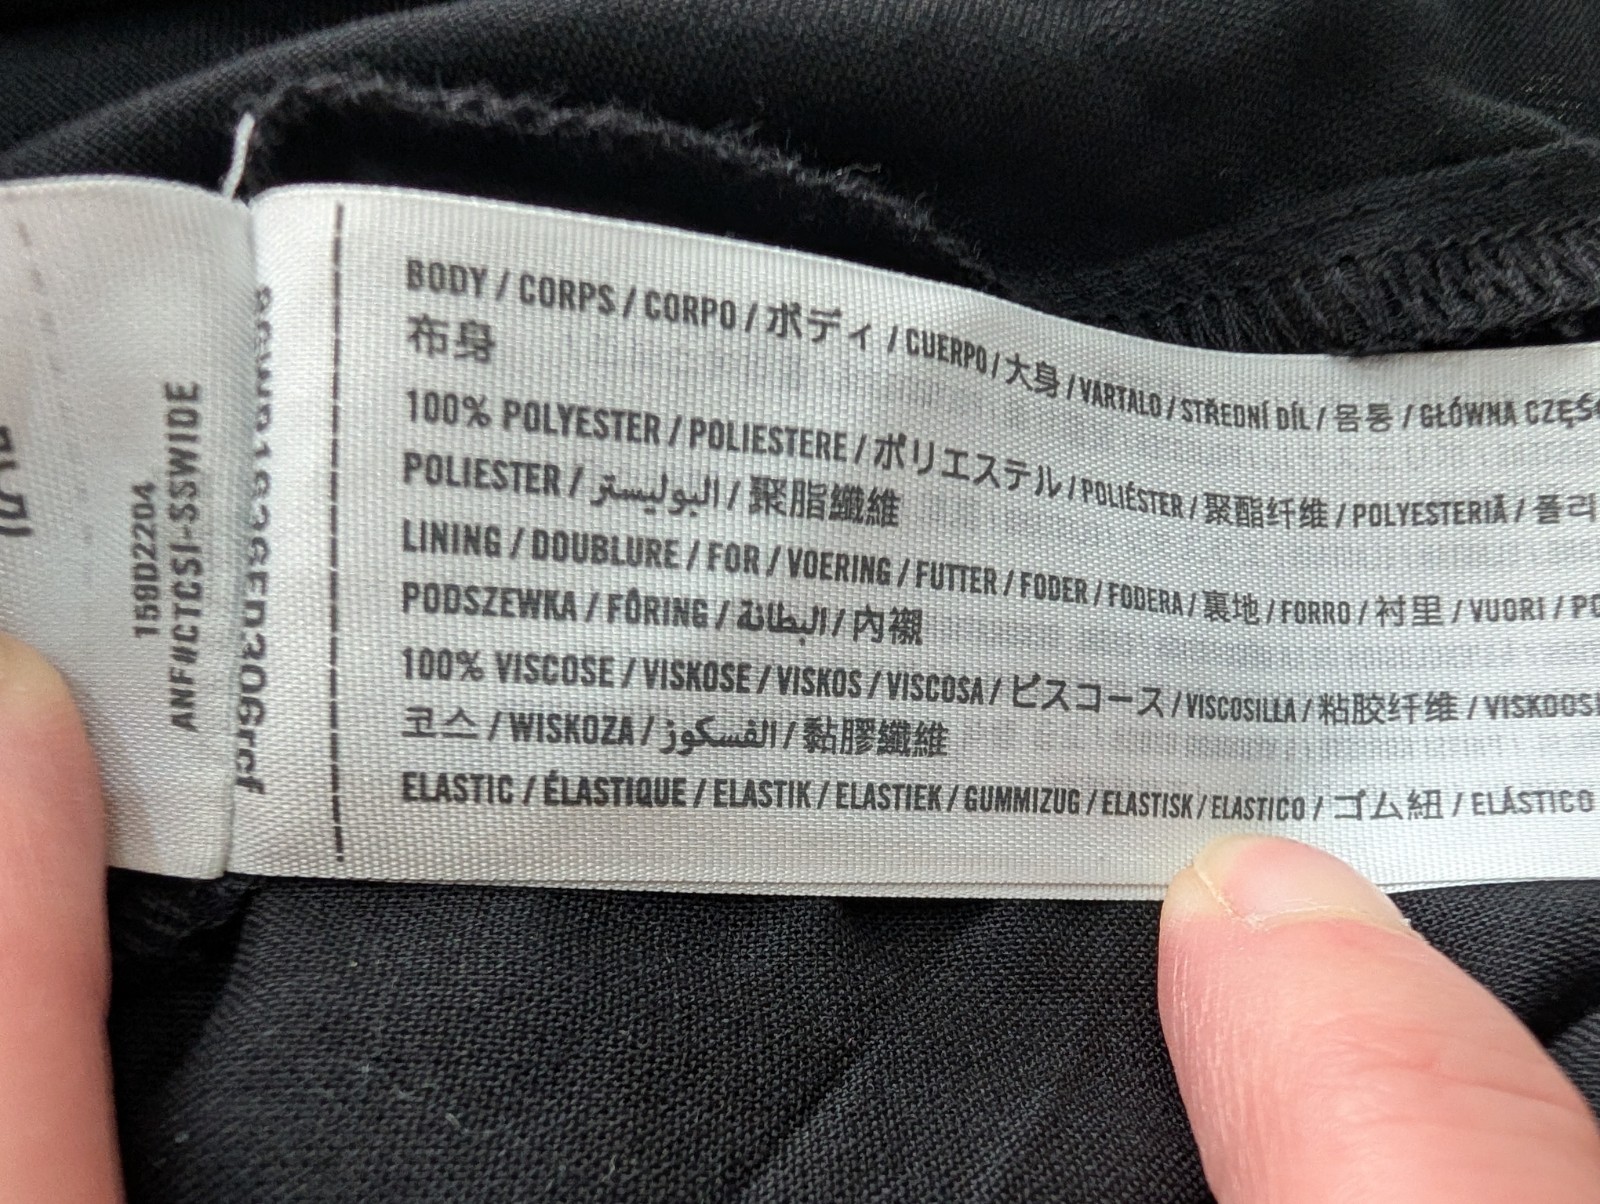 BODY / CORPS / CORPO / ボディ / CUERPO / 大身 / VARTALO / STŘEDNÍ DÍL / 몸통 / GŁÓWNA
布身
100% POLYESTER / POLIESTERE / ポリエステル / POLIÉSTER / 聚酯纤维 / POLYESTERIÄ / 폴리
POLIESTER / البوليستر / 聚脂纖維
LINING / DOUBLURE / FOR / VOERING / FUTTER / FODER / FODERA / 裏地 / FORRO / 衬里 / VUORI /
PODSZEWKA / FÔRING / البطانة / 內襯
100% VISCOSE / VISKOSE / VISKOS / VISCOSA / ビスコース / VISCOSILLA / 粘胶纤维 /
코스 / WISKOZA / الفسكوز / 黏膠纖維
ELASTIC / ÉLASTIQUE / ELASTIK / ELASTIEK / GUMMIZUG / ELASTISK / ELASTICO / ゴム紐 / ELÁSTICO
159D2204
ANF#CTCSI-SSWIDE